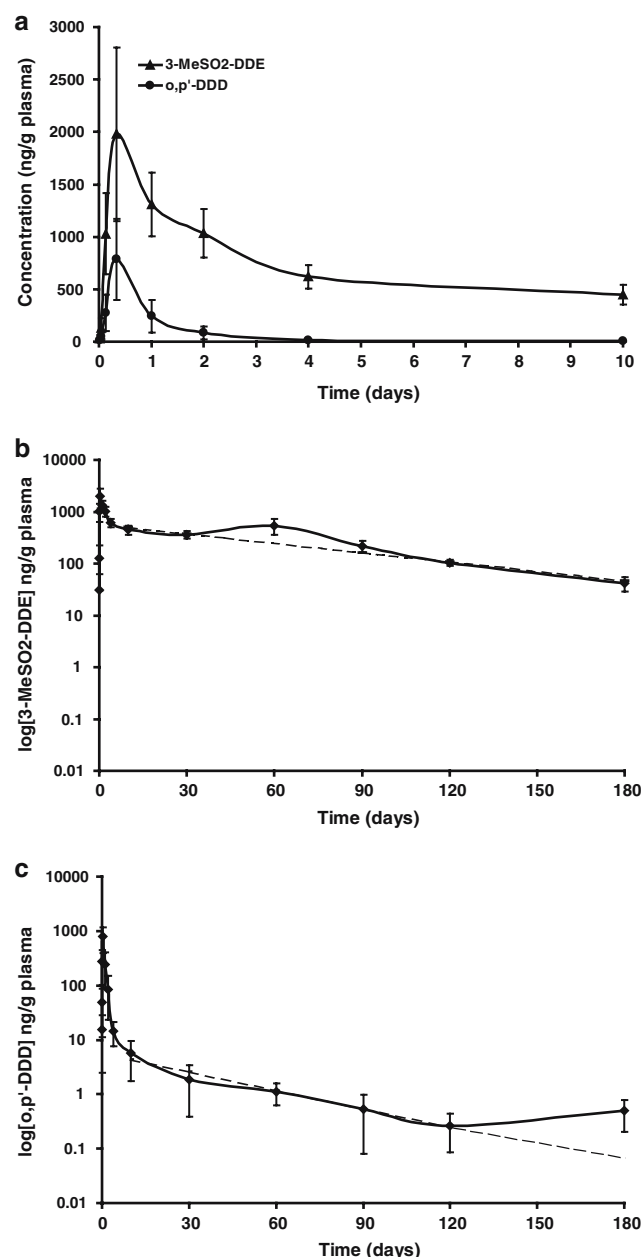 a
3000
2500
2000
1500
1000
500
0
Concentration (ng/g plasma)
3-MeSO2-DDE
o,p'-DDD
0 1 2 3 4 5 6 7 8 9 10
Time (days)
b
10000
1000
100
10
1
0.1
0.01
log[3-MeSO2-DDE] ng/g plasma
0 30 60 90 120 150 180
Time (days)
c
10000
1000
100
10
1
0.1
0.01
log[o,p'-DDD] ng/g plasma
0 30 60 90 120 150 180
Time (days)